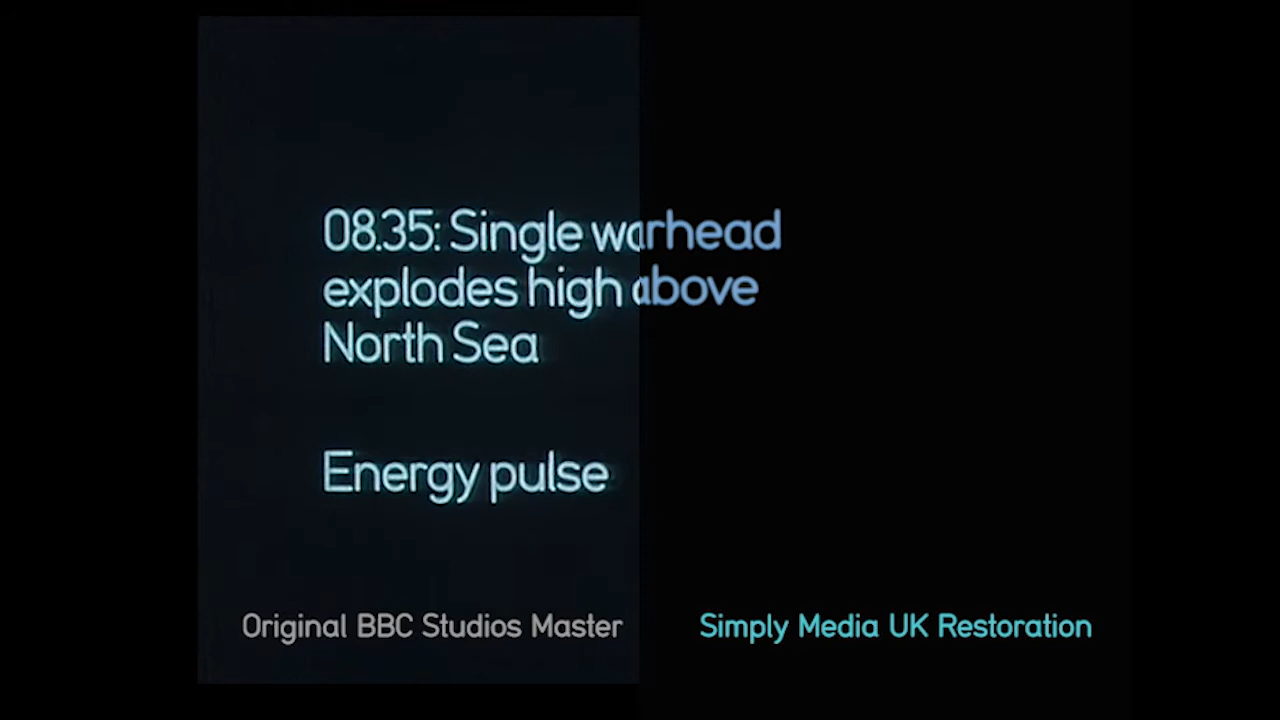 08.35: Single warhead
explodes high above
North Sea
Energy pulse
Original BBC Studios Master
Simply Media UK Restoration